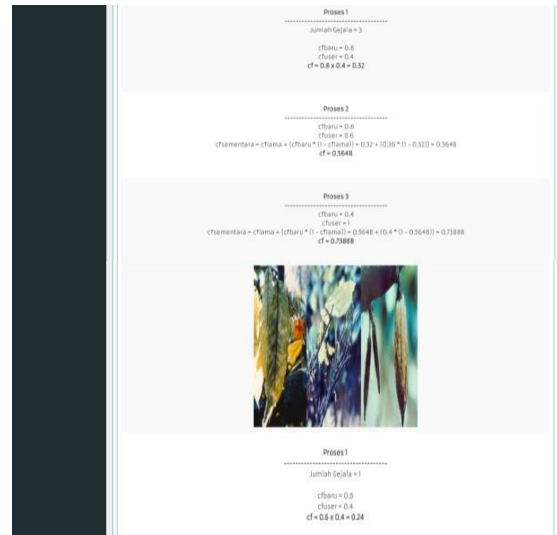 Proses 1
----------------------------------
Jumlah Gejala = 3
cfbaru = 0.8
cfuser = 0.4
cf = 0.8 x 0.4 = 0.32
Proses 2
----------------------------------
cfbaru = 0.6
cfuser = 0.6
cfsementara = cflama + (cfbaru * (1 - cflama)) = 0.32 + (0.36 * (1 - 0.32)) = 0.5648
cf = 0.5648
Proses 3
----------------------------------
cfbaru = 0.4
cfuser = 1
cfsementara = cflama + (cfbaru * (1 - cflama)) = 0.5648 + (0.4 * (1 - 0.5648)) = 0.73888
cf = 0.73888
Proses 1
------------------------------------------
Jumlah Gejala = 1
cfbaru = 0.6
cfuser = 0.4
cf = 0.6 x 0.4 = 0.24